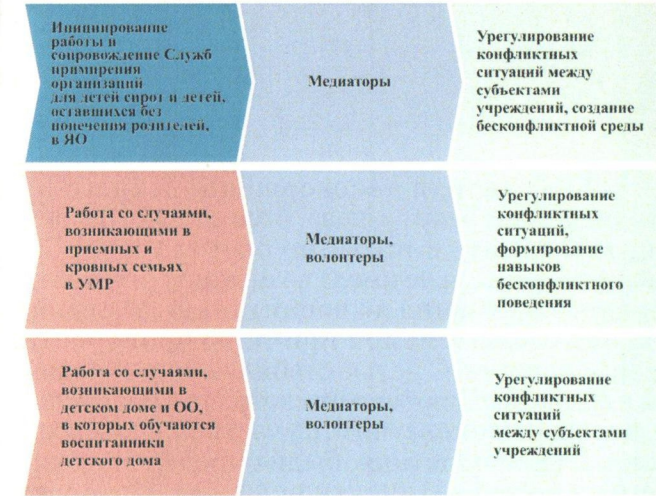 Инициирование
работы и
сопровождение Служб
примирения
организаций
для детей сирот и детей,
оставшихся без
попечения родителей,
в ЯО
Медиаторы
Урегулирование
конфликтных
ситуаций между
субъектами
учреждений, создание
бесконфликтной среды
Работа со случаями,
возникающими в
приемных и
кровных семьях
в УМР
Медиаторы,
волонтеры
Урегулирование
конфликтных
ситуаций,
формирование
навыков
бесконфликтного
поведения
Работа со случаями,
возникающими в
детском доме и ОО,
в которых обучаются
воспитанники
детского дома
Медиаторы,
волонтеры
Урегулирование
конфликтных
ситуаций
между субъектами
учреждений